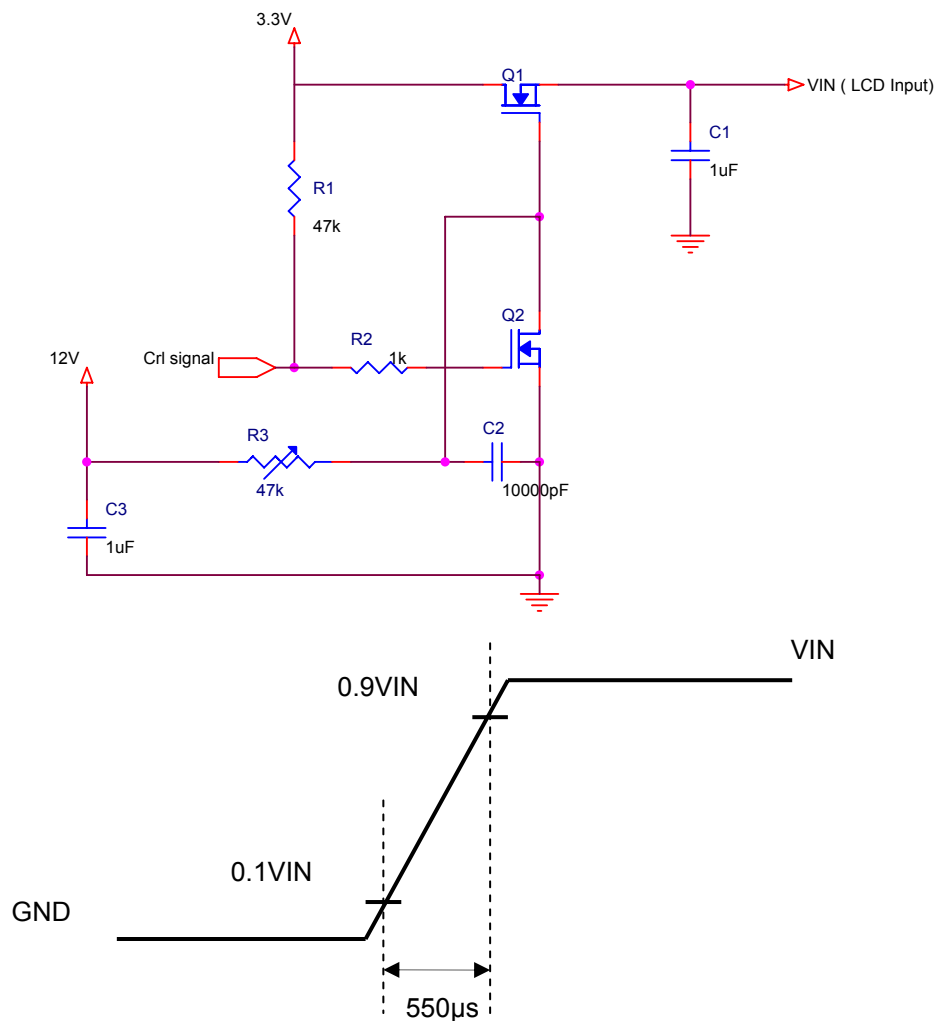 3.3V
Q1
VIN ( LCD Input)
C1
1uF
R1
47k
Q2
R2
1k
12V
Crl signal
R3
47k
C2
10000pF
C3
1uF
VIN
0.9VIN
0.1VIN
GND
550µs